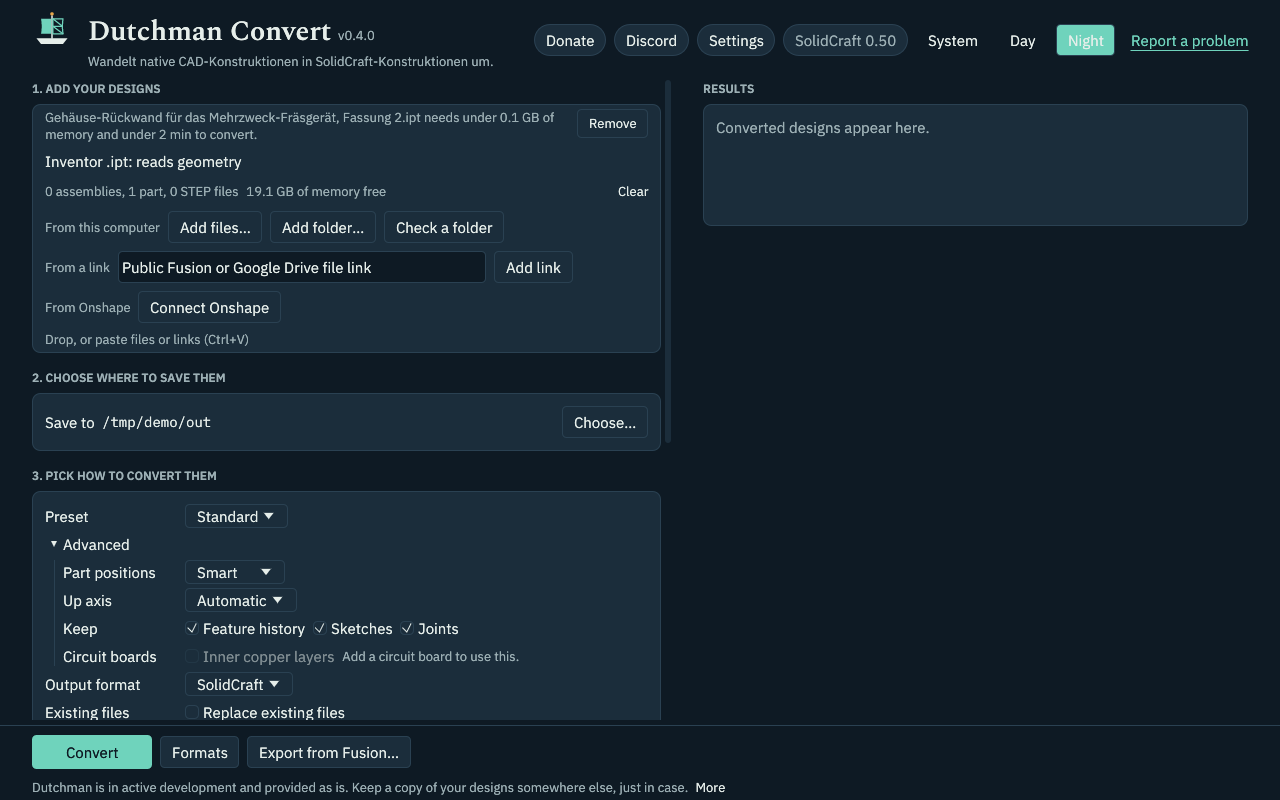 Dutchman Convert v0.4.0
Wandelt native CAD-Konstruktionen in SolidCraft-Konstruktionen um.
Donate
Discord
Settings
SolidCraft 0.50
System
Day
Night
Report a problem
1. ADD YOUR DESIGNS
Gehäuse-Rückwand für das Mehrzweck-Fräsgerät, Fassung 2.ipt needs under 0.1 GB of
memory and under 2 min to convert.
Remove
Inventor .ipt: reads geometry
0 assemblies, 1 part, 0 STEP files 19.1 GB of memory free
Clear
From this computer
Add files...
Add folder...
Check a folder
From a link
Public Fusion or Google Drive file link
Add link
From Onshape
Connect Onshape
Drop, or paste files or links (Ctrl+V)
2. CHOOSE WHERE TO SAVE THEM
Save to /tmp/demo/out
Choose...
3. PICK HOW TO CONVERT THEM
Preset
Standard
Advanced
Part positions
Smart
Up axis
Automatic
Keep
Feature history
Sketches
Joints
Circuit boards
Inner copper layers
Add a circuit board to use this.
Output format
SolidCraft
Existing files
Replace existing files
RESULTS
Converted designs appear here.
Convert
Formats
Export from Fusion...
Dutchman is in active development and provided as is. Keep a copy of your designs somewhere else, just in case. More